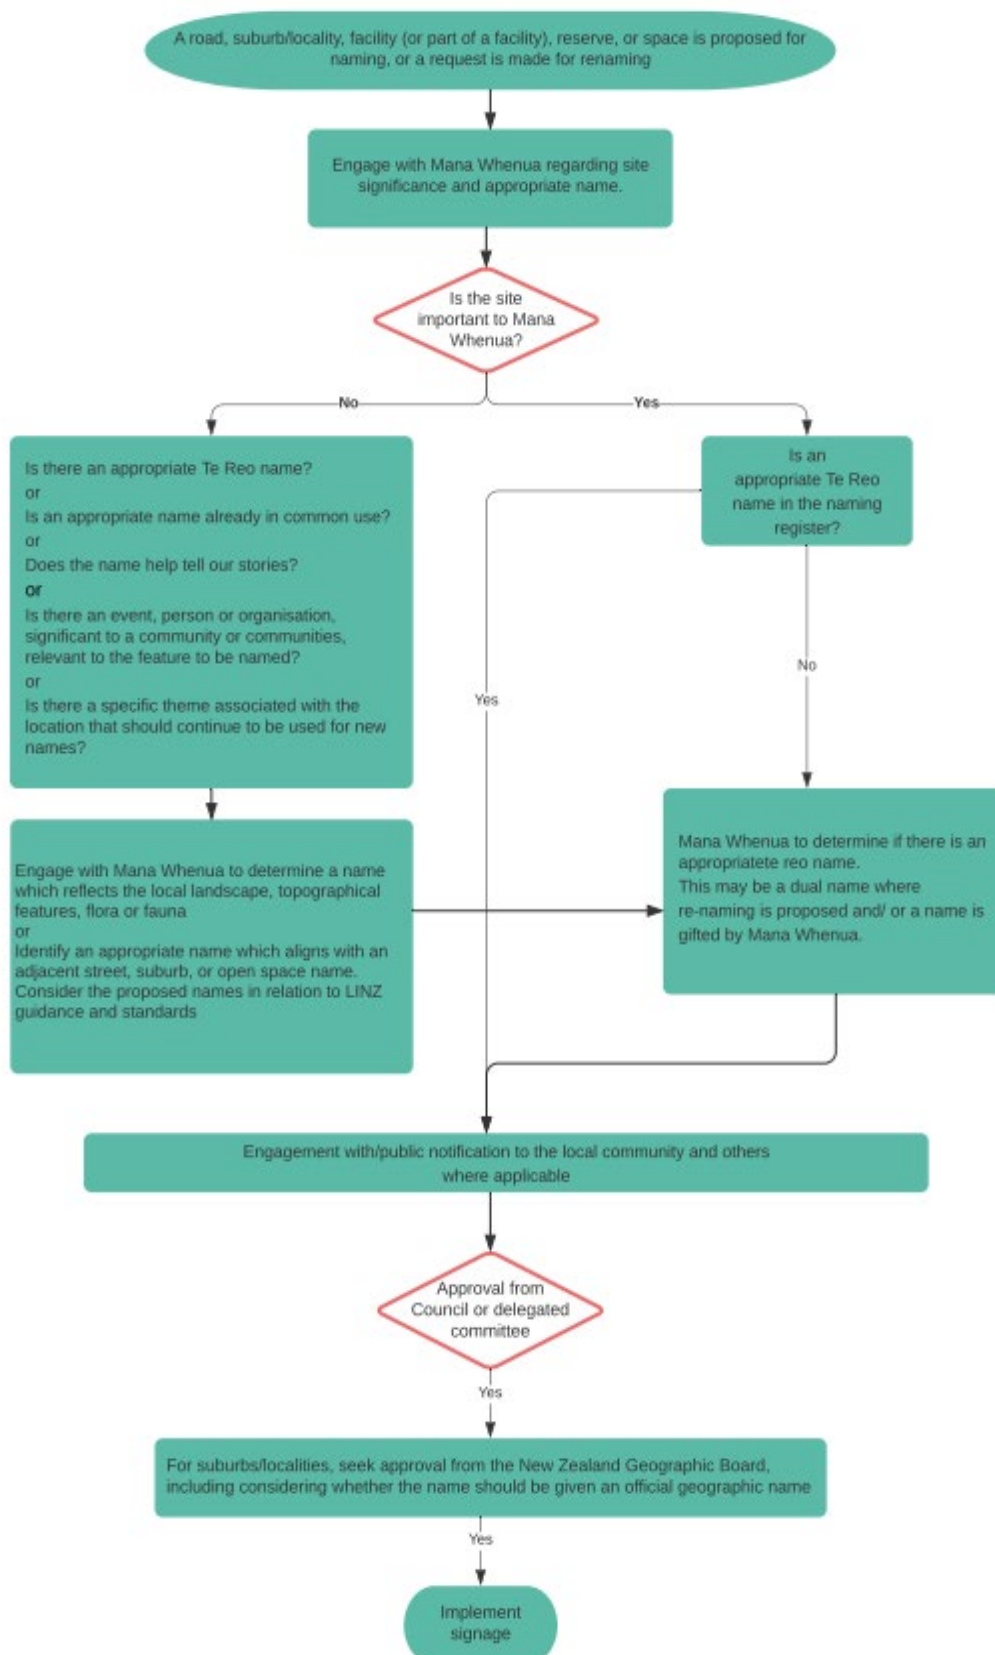 A road, suburb/locality, facility (or part of a facility), reserve, or space is proposed for
naming, or a request is made for renaming
Engage with Mana Whenua regarding site
significance and appropriate name.
Is the site
important to Mana
Whenua?
No
Yes
Is there an appropriate Te Reo name?
or
Is an appropriate name already in common use?
or
Does the name help tell our stories?
or
Is there an event, person or organisation,
significant to a community or communities,
relevant to the feature to be named?
or
Is there a specific theme associated with the
location that should continue to be used for new
names?
Is an
appropriate Te Reo
name in the naming
register?
No
Yes
Engage with Mana Whenua to determine a name
which reflects the local landscape, topographical
features, flora or fauna
or
Identify an appropriate name which aligns with an
adjacent street, suburb, or open space name.
Consider the proposed names in relation to LINZ
guidance and standards
Mana Whenua to determine if there is an
appropriatete reo name.
This may be a dual name where
re-naming is proposed and/ or a name is
gifted by Mana Whenua.
Engagement with/public notification to the local community and others
where applicable
Approval from
Council or delegated
committee
Yes
For suburbs/localities, seek approval from the New Zealand Geographic Board,
including considering whether the name should be given an official geographic name
Yes
Implement
signage